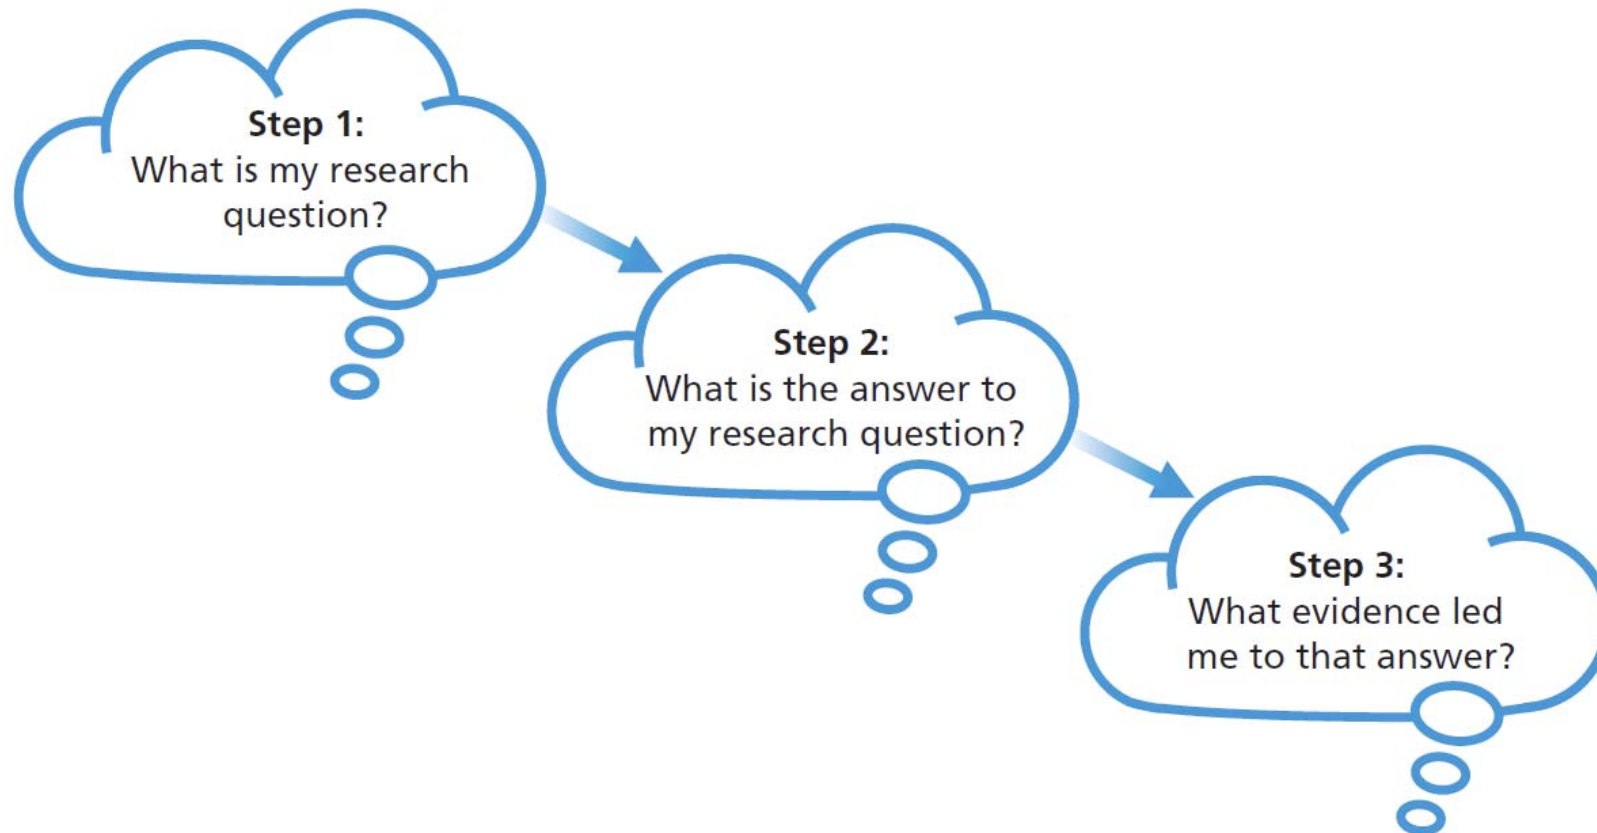 Step 1:
What is my research
question?
Step 2:
What is the answer to
my research question?
Step 3:
What evidence led
me to that answer?